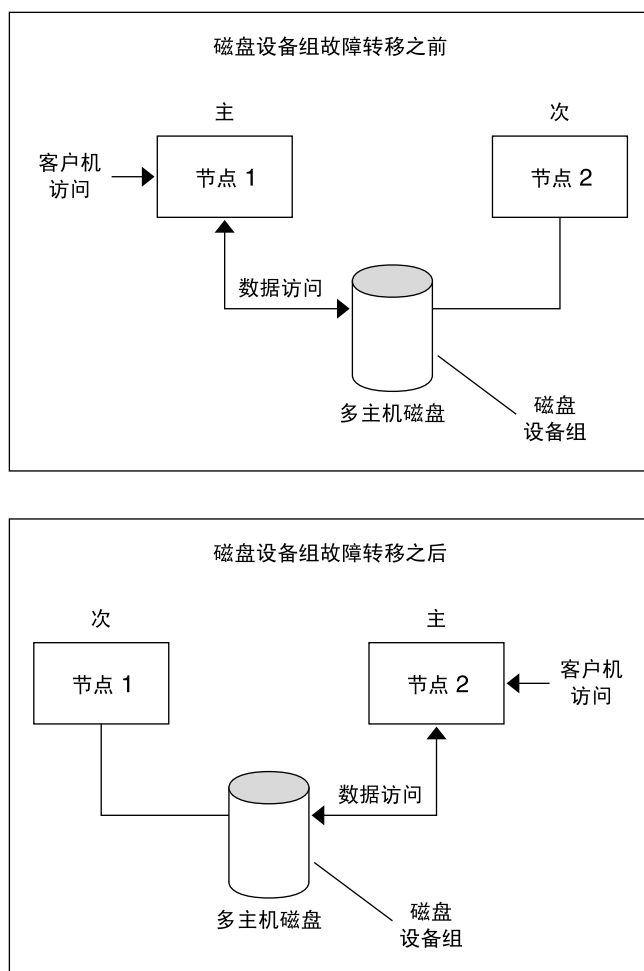 磁盘设备组故障转移之前
主
次
客户机
访问
节点 1
节点 2
数据访问
多主机磁盘
磁盘
设备组
磁盘设备组故障转移之后
次
主
节点 1
节点 2
客户机
访问
数据访问
多主机磁盘
磁盘
设备组